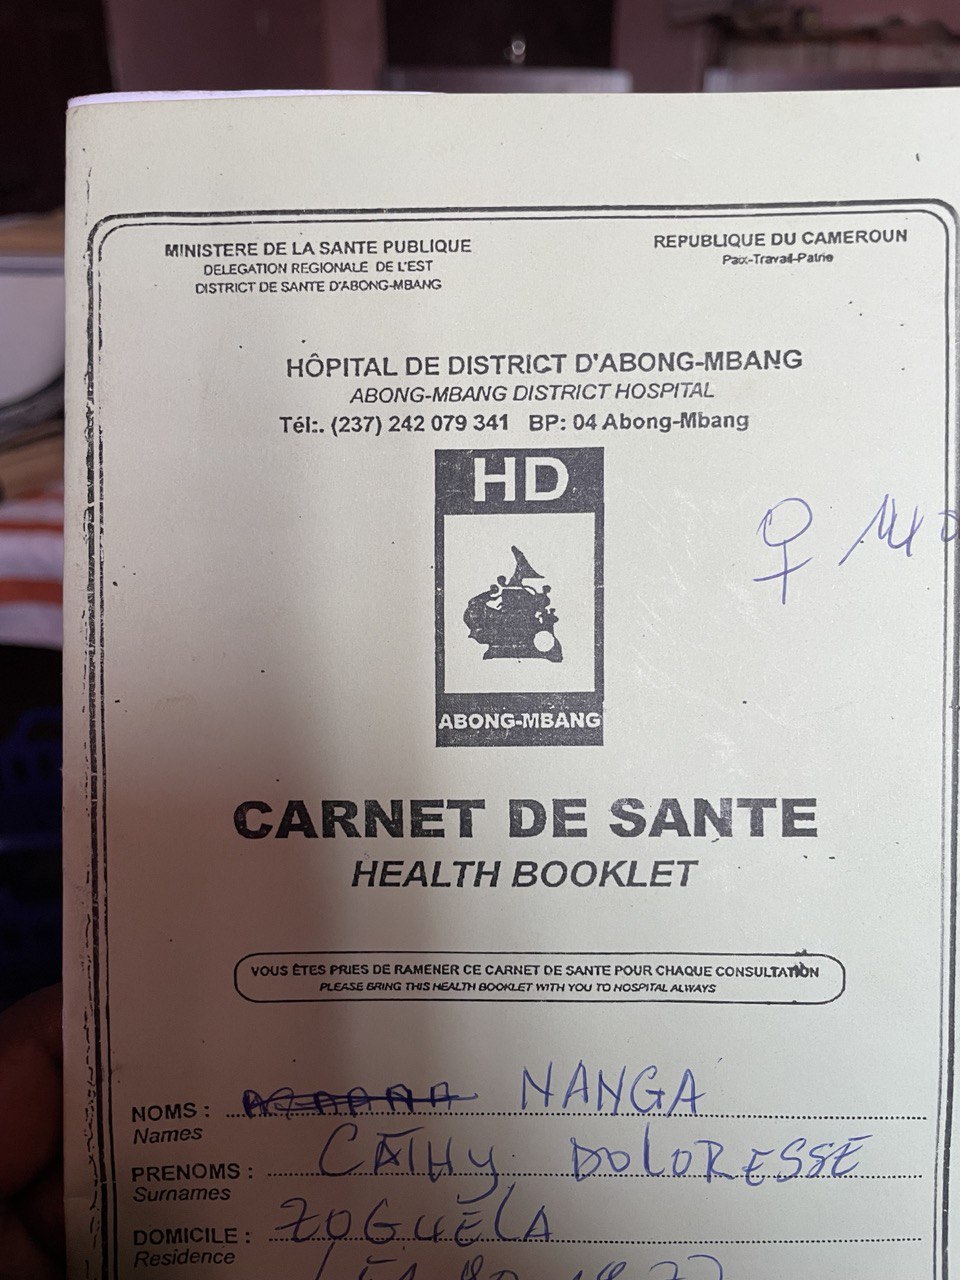 MINISTERE DE LA SANTE PUBLIQUE
DELEGATION REGIONALE DE L'EST
DISTRICT DE SANTE D'ABONG-MBANG
REPUBLIQUE DU CAMEROUN
Paix-Travail-Patrie
HÔPITAL DE DISTRICT D'ABONG-MBANG
ABONG-MBANG DISTRICT HOSPITAL
Tél:. (237) 242 079 341 BP: 04 Abong-Mbang
HD
♀
ABONG-MBANG
CARNET DE SANTE
HEALTH BOOKLET
VOUS ÊTES PRIES DE RAMENER CE CARNET DE SANTE POUR CHAQUE CONSULTATION
PLEASE BRING THIS HEALTH BOOKLET WITH YOU TO HOSPITAL ALWAYS
NOMS : NANGA
Names
PRENOMS : CATHY DOLORESSE
Surnames
DOMICILE : ZOGUELA
Residence